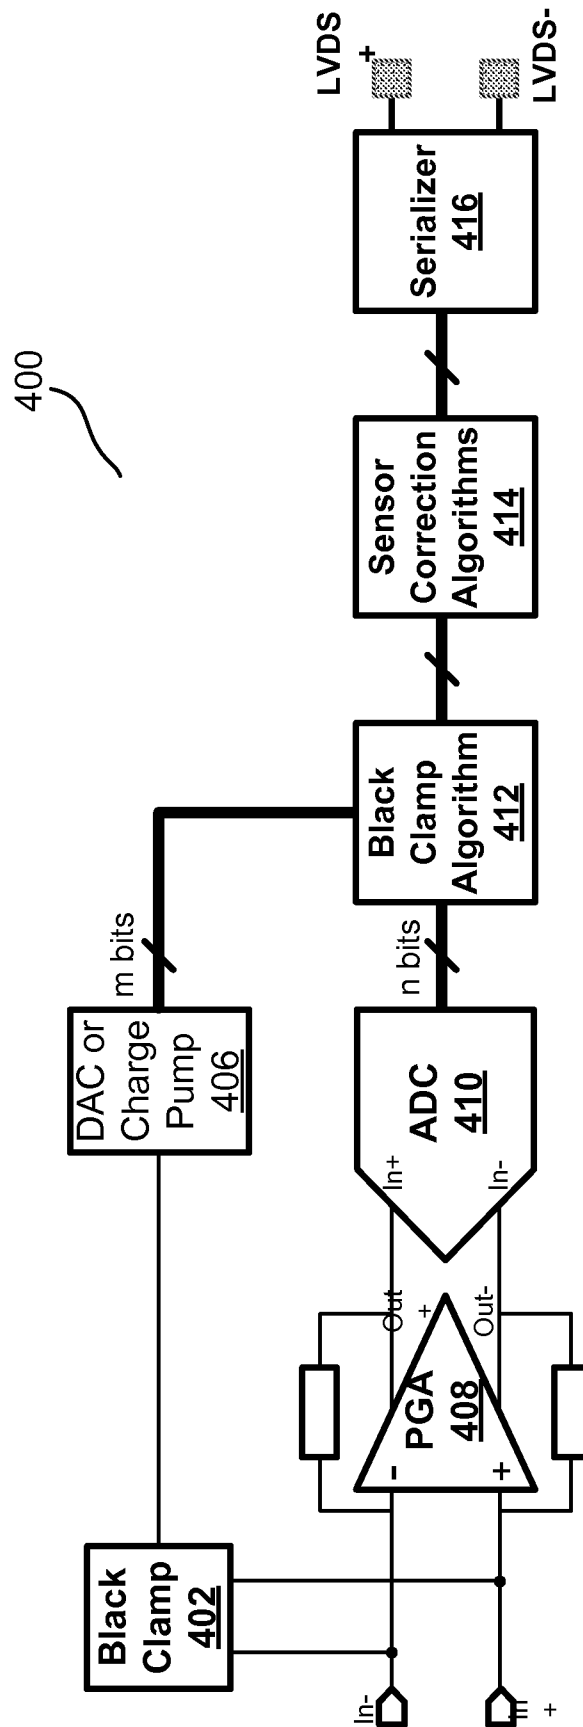 400
Black
Clamp
402
DAC or
Charge
Pump
406
m bits
In-
In
+
-
+
PGA
408
Out
+
Out-
In+
In-
ADC
410
n bits
Black
Clamp
Algorithm
412
Sensor
Correction
Algorithms
414
Serializer
416
LVDS
+
LVDS-